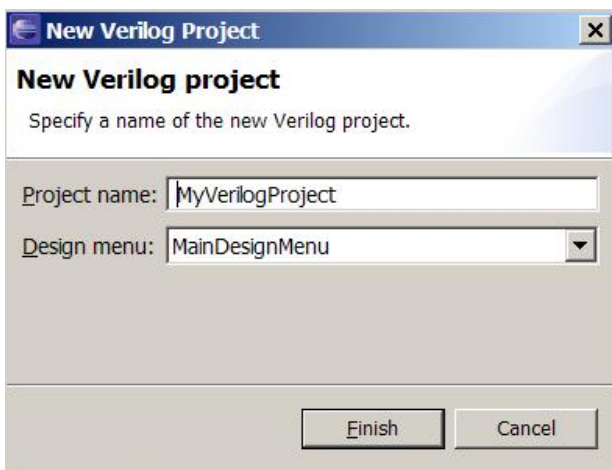 New Verilog Project
New Verilog project
Specify a name of the new Verilog project.
Project name: MyVerilogProject
Design menu: MainDesignMenu
Finish Cancel